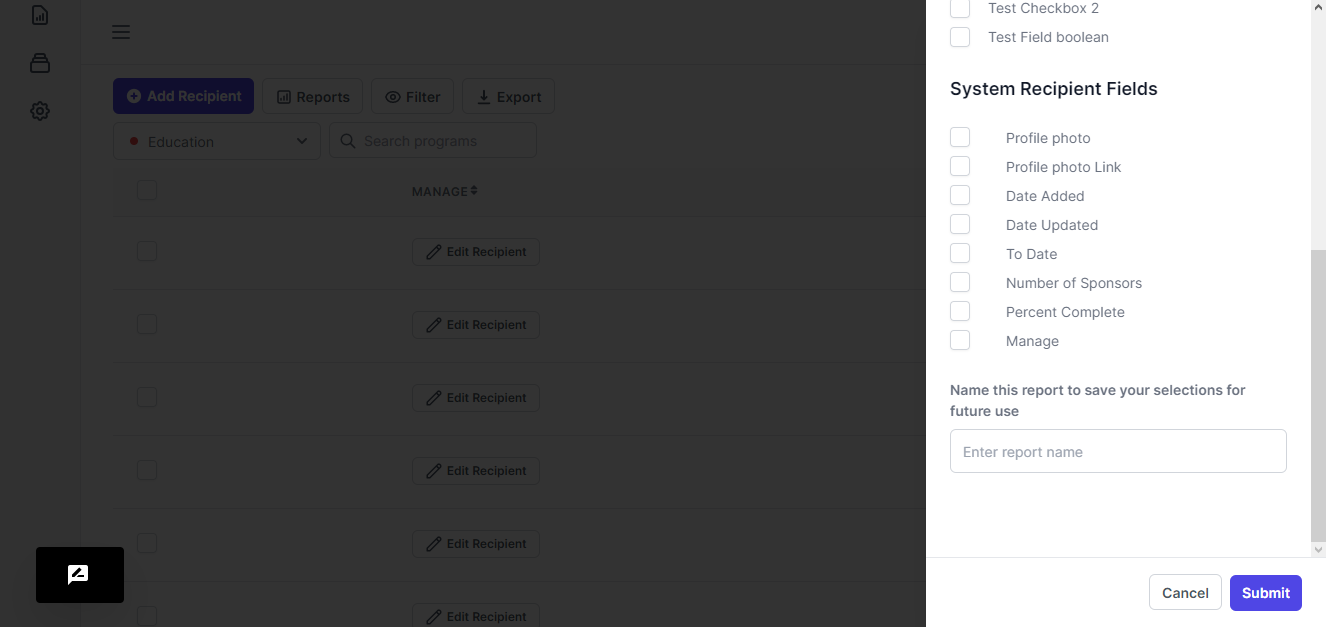 Add Recipient
Reports
Filter
Export
Education
Search programs
MANAGE
Edit Recipient
Edit Recipient
Edit Recipient
Edit Recipient
Edit Recipient
Edit Recipient
Test Checkbox 2
Test Field boolean
System Recipient Fields
Profile photo
Profile photo Link
Date Added
Date Updated
To Date
Number of Sponsors
Percent Complete
Manage
Name this report to save your selections for
future use
Enter report name
Cancel
Submit